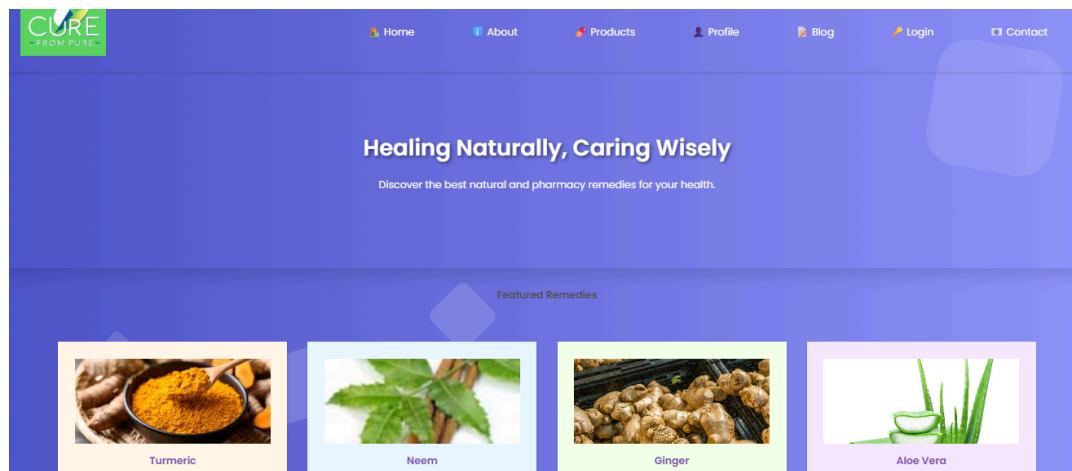 CURE
-FROM PURE-
Home
About
Products
Profile
Blog
Login
Contact
Healing Naturally, Caring Wisely
Discover the best natural and pharmacy remedies for your health.
Featured Remedies
Turmeric
Neem
Ginger
Aloe Vera